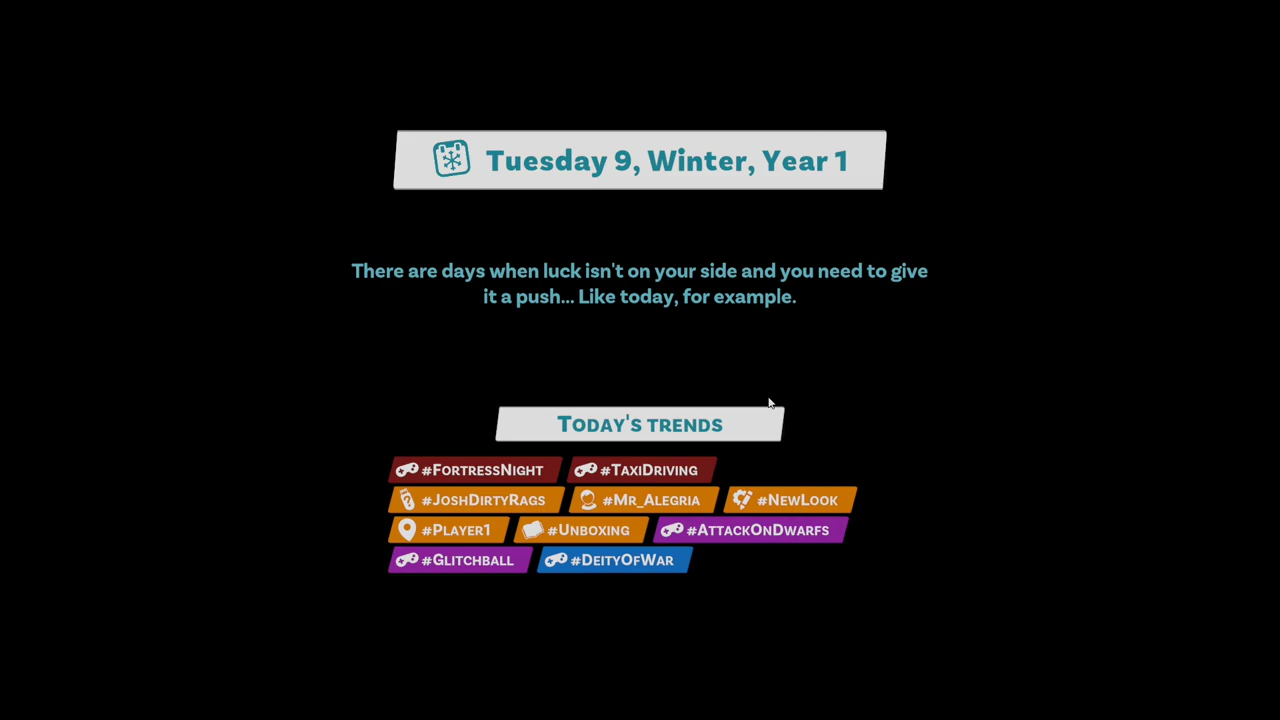 Tuesday 9, Winter, Year 1
There are days when luck isn't on your side and you need to give
it a push... Like today, for example.
Today's trends
#FortressNight #TaxiDriving
#JoshDirtyRags #Mr_Alegria #NewLook
#Player1 #Unboxing #AttackOnDwarfs
#Glitchball #DeityOfWar